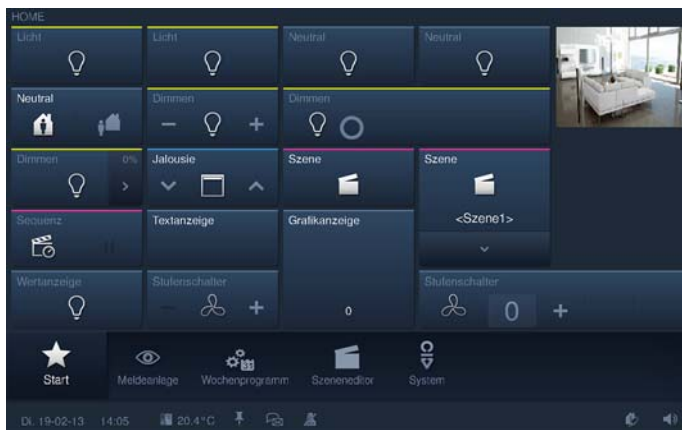 HOME
Licht
Licht
Neutral
Neutral
Neutral
Dimmen
Dimmen
Dimmen
0%
Jalousie
Szene
Szene
<Szene1>
Sequenz
Textanzeige
Grafikanzeige
0
Wertanzeige
Stufenschalter
Stufenschalter
0
Start
Meldeanlage
Wochenprogramm
Szeneneditor
System
31
Di. 19-02-13
14:05
20.4°C